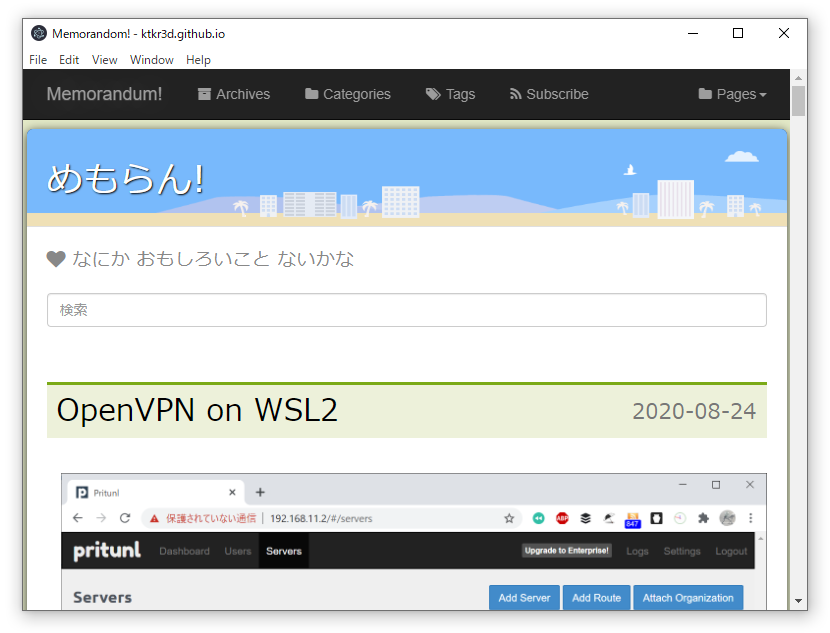 Memorandom! - ktkr3d.github.io
File Edit View Window Help
Memorandum! Archives Categories Tags Subscribe Pages
めもらん!
なにか おもしろいこと ないかな
検索
OpenVPN on WSL2 2020-08-24
Pritunl
保護されていない通信 | 192.168.11.2/#/servers
ABP
847
pritunl Dashboard Users Servers Upgrade to Enterprise! Logs Settings Logout
Servers Add Server Add Route Attach Organization